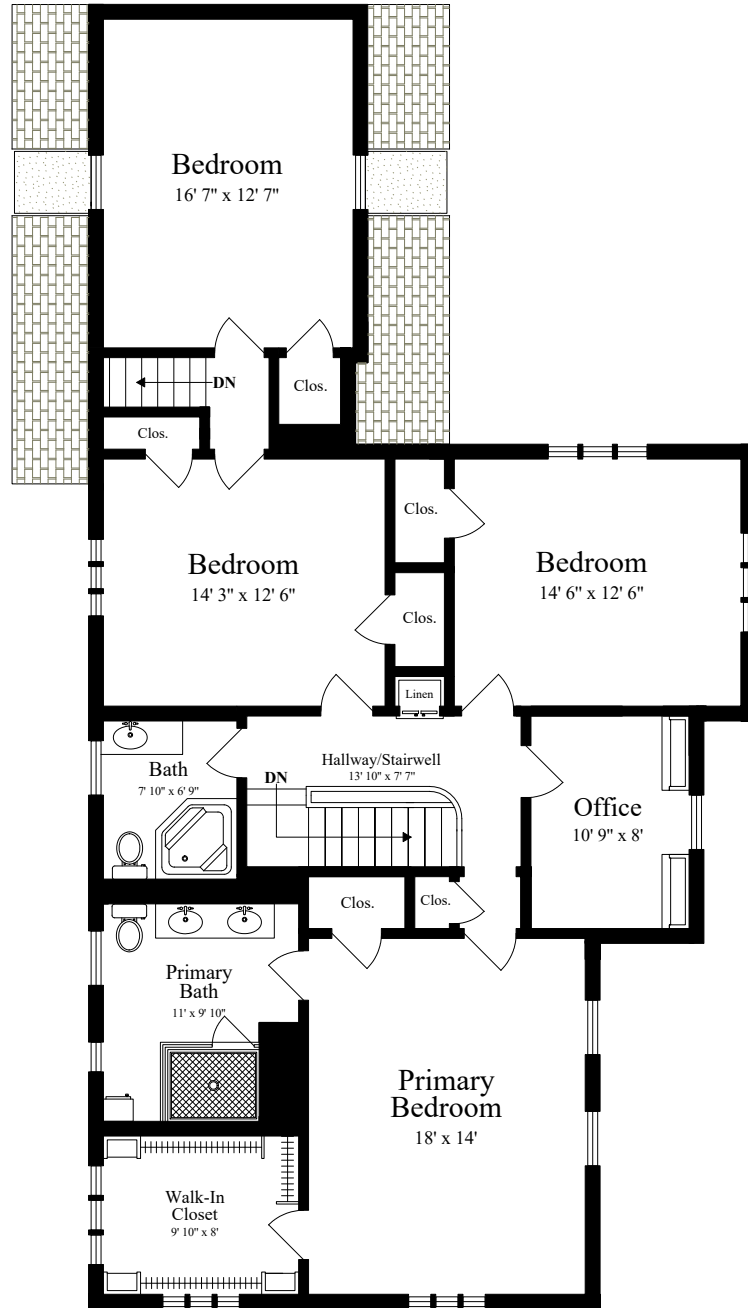 Bedroom
16' 7" x 12' 7"
DN
Clos.
Clos.
Bedroom
14' 3" x 12' 6"
Clos.
Bedroom
14' 6" x 12' 6"
Clos.
Linen
Bath
7' 10" x 6' 9"
Hallway/Stairwell
13' 10" x 7' 7"
DN
Office
10' 9" x 8'
Clos.
Clos.
Primary
Bath
11' x 9' 10"
Primary
Bedroom
18' x 14'
Walk-In
Closet
9' 10" x 8'